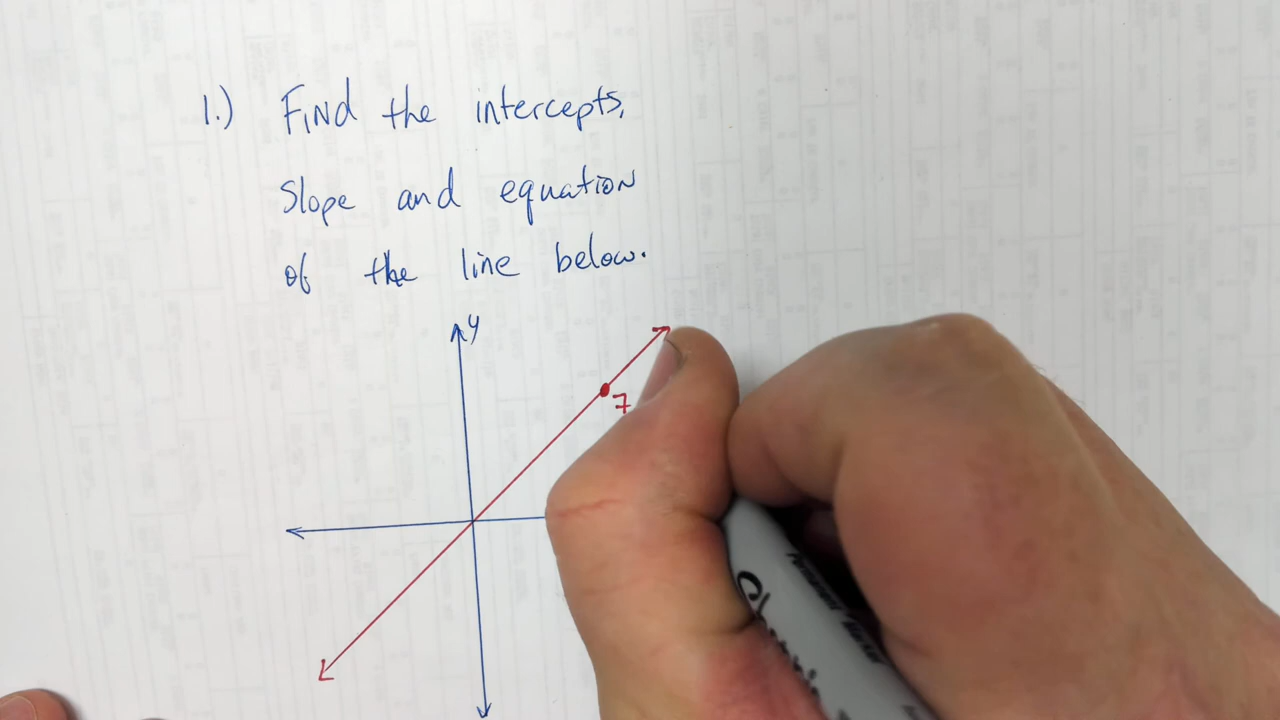 1.) Find the intercepts,
Slope and equation
of the line below.
y
7